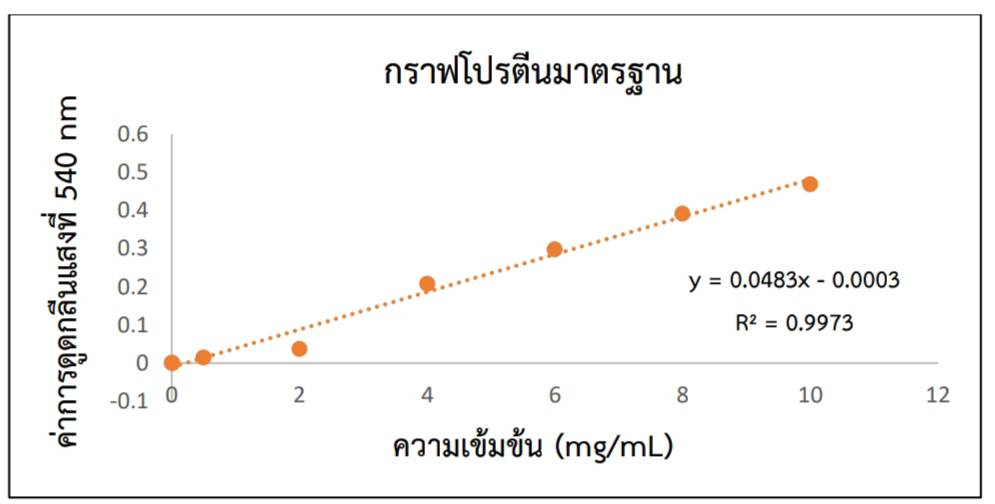 กราฟโปรตีนมาตรฐาน
ค่าการดูดกลืนแสงที่ 540 nm
0.6
0.5
0.4
0.3
0.2
0.1
0
-0.1
y = 0.0483x - 0.0003
R² = 0.9973
0 2 4 6 8 10 12
ความเข้มข้น (mg/mL)